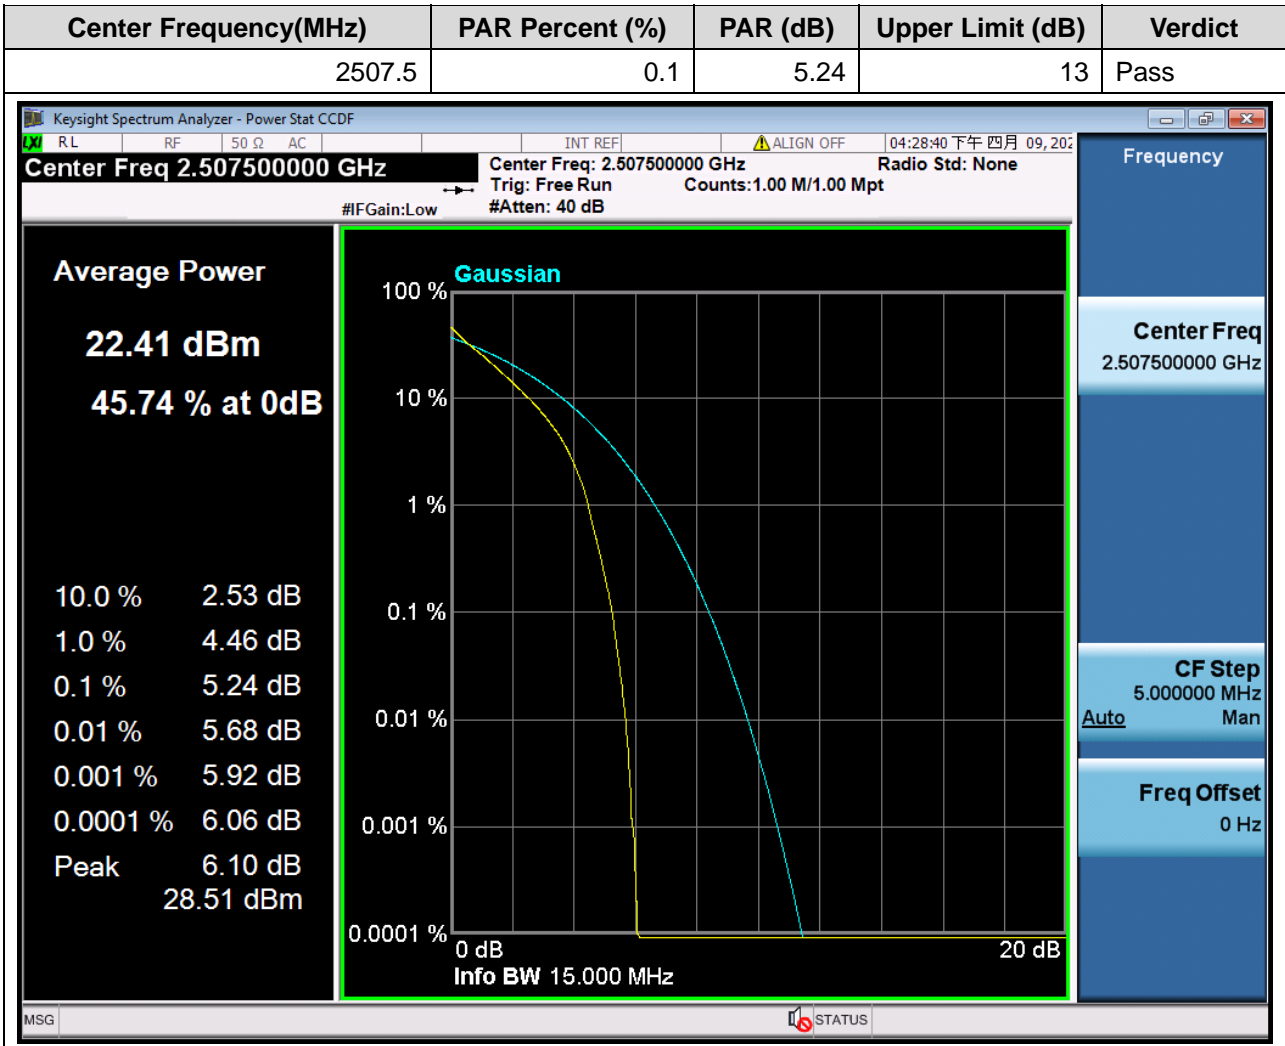 Center Frequency(MHz) PAR Percent (%) PAR (dB) Upper Limit (dB) Verdict
2507.5 0.1 5.24 13 Pass
Keysight Spectrum Analyzer - Power Stat CCDF
LXI RL RF 50 Ω AC INT REF ALIGN OFF 04:28:40 下午 四月 09, 202
Center Freq 2.507500000 GHz
Center Freq: 2.507500000 GHz Radio Std: None
Trig: Free Run Counts:1.00 M/1.00 Mpt
#IFGain:Low #Atten: 40 dB
Average Power
22.41 dBm
45.74 % at 0dB
10.0 % 2.53 dB
1.0 % 4.46 dB
0.1 % 5.24 dB
0.01 % 5.68 dB
0.001 % 5.92 dB
0.0001 % 6.06 dB
Peak 6.10 dB
28.51 dBm
Gaussian
100 %
10 %
1 %
0.1 %
0.01 %
0.001 %
0.0001 %
0 dB 20 dB
Info BW 15.000 MHz
Frequency
Center Freq
2.507500000 GHz
CF Step
5.000000 MHz
Auto Man
Freq Offset
0 Hz
MSG STATUS